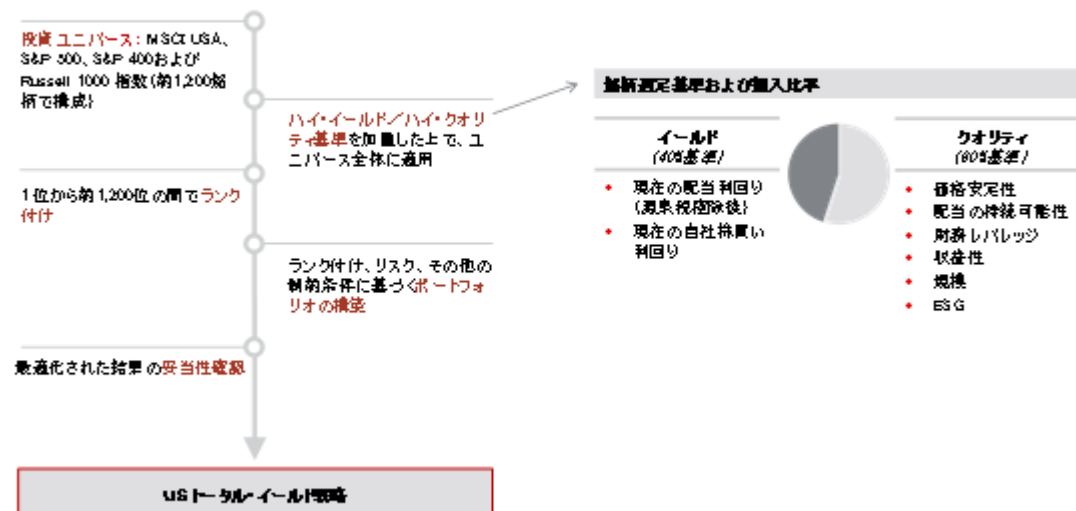 投資ユニバース: MSCI USA、
S&P 500、S&P 400および
Russell 1000 指数(約1,200銘
柄で構成)
ハイ・イールド/ハイ・クオリ
ティ基準を加重した上で、ユ
ニバース全体に適用
1位から約1,200位の間でランク
付け
ランク付け、リスク、その他の
制約条件に基づくポートフォ
リオの構築
最適化された結果の妥当性確認
USトータル・イールド戦略
銘柄選定基準および組入比率
イールド
(40%基準)
• 現在の配当利回り
(源泉税控除後)
• 現在の自社株買い
利回り
クオリティ
(60%基準)
• 価格安定性
• 配当の持続可能性
• 財務レバレッジ
• 収益性
• 規模
• ESG